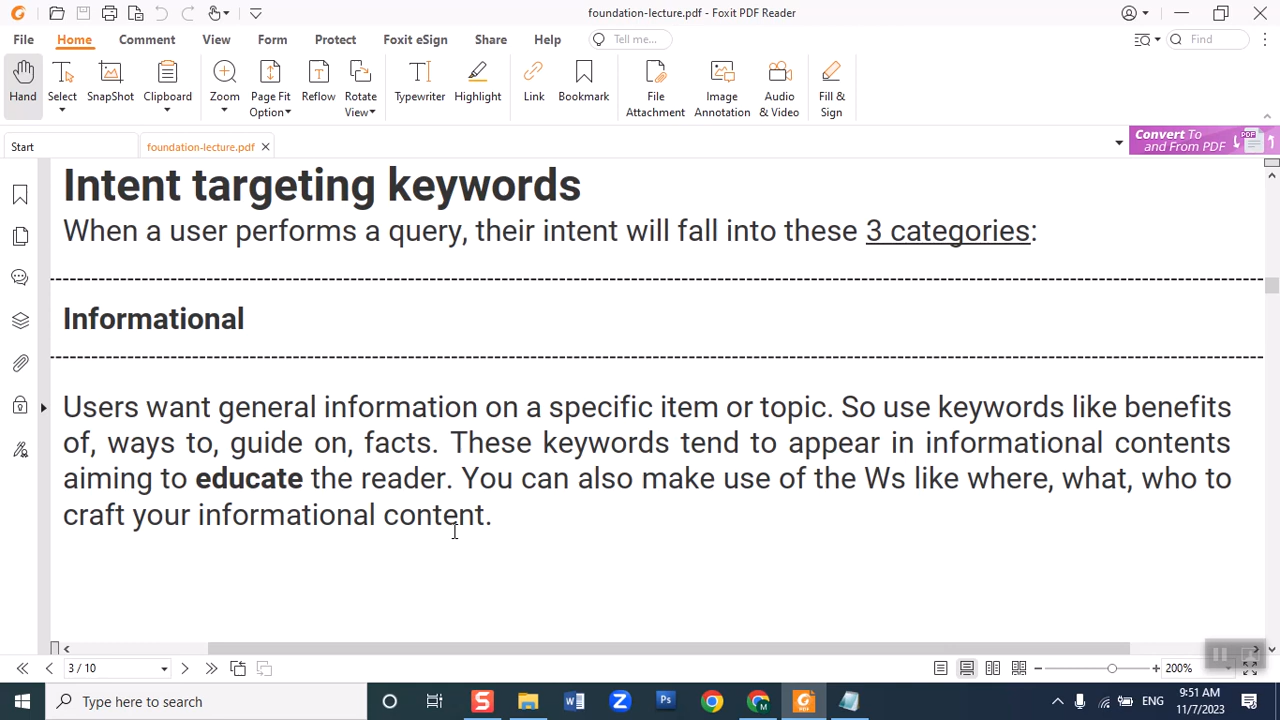 foundation-lecture.pdf - Foxit PDF Reader
File Home Comment View Form Protect Foxit eSign Share Help Tell me... Find
Hand Select SnapShot Clipboard Zoom Page Fit Option Reflow Rotate View Typewriter Highlight Link Bookmark File Attachment Image Annotation Audio & Video Fill & Sign
Start foundation-lecture.pdf Convert To and From PDF PDF
Intent targeting keywords
When a user performs a query, their intent will fall into these 3 categories:
Informational
Users want general information on a specific item or topic. So use keywords like benefits
of, ways to, guide on, facts. These keywords tend to appear in informational contents
aiming to educate the reader. You can also make use of the Ws like where, what, who to
craft your informational content.
3 / 10 200%
Type here to search ENG 9:51 AM
11/7/2023